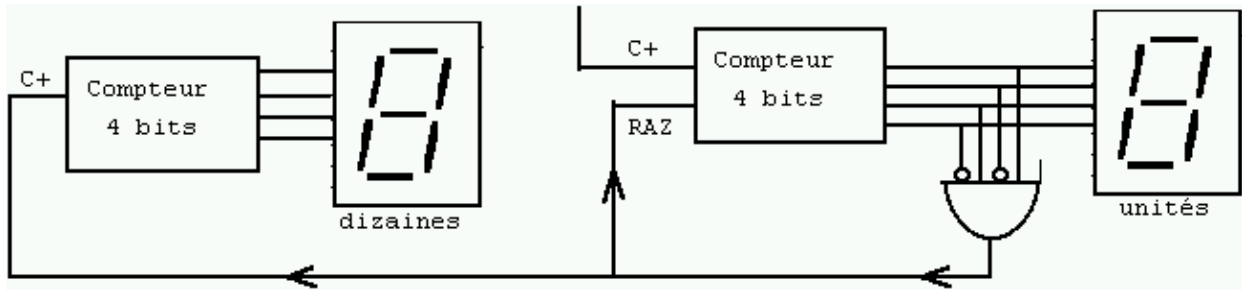 C+
Compteur
4 bits
dizaines
C+
RAZ
Compteur
4 bits
unités